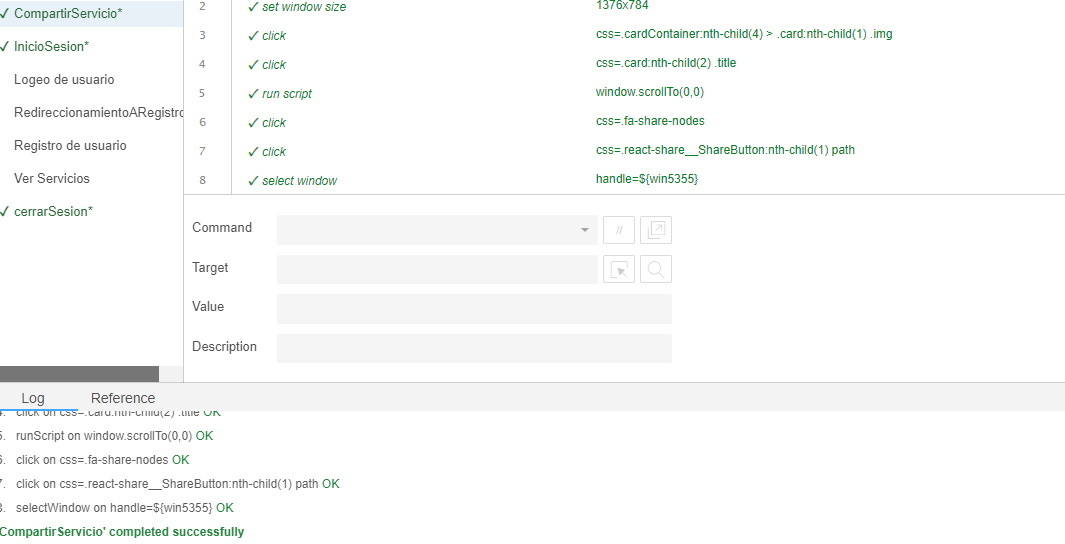 CompartirServicio*
InicioSesion*
Logeo de usuario
RedireccionamientoARegistro
Registro de usuario
Ver Servicios
cerrarSesion*
2 ✓ set window size 1376x784
3 ✓ click css=.cardContainer:nth-child(4) > .card:nth-child(1) .img
4 ✓ click css=.card:nth-child(2) .title
5 ✓ run script window.scrollTo(0,0)
6 ✓ click css=.fa-share-nodes
7 ✓ click css=.react-share__ShareButton:nth-child(1) path
8 ✓ select window handle=${win5355}
Command //
Target
Value
Description
Log Reference
click on css=.card:nth-child(2) .title OK
runScript on window.scrollTo(0,0) OK
click on css=.fa-share-nodes OK
click on css=.react-share__ShareButton:nth-child(1) path OK
selectWindow on handle=${win5355} OK
CompartirServicio' completed successfully